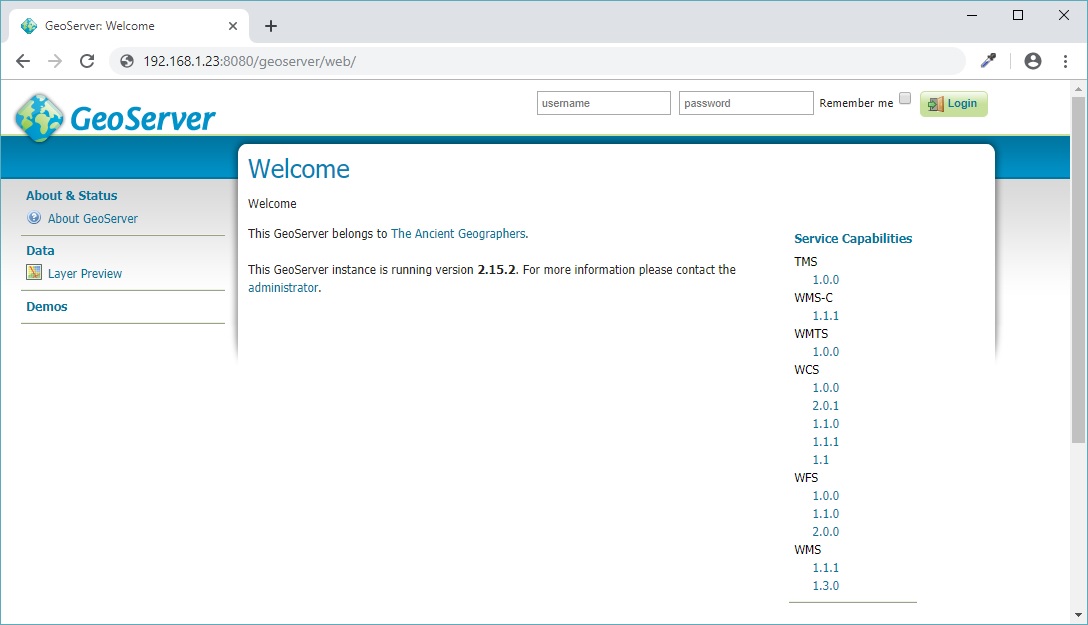 GeoServer: Welcome
192.168.1.23:8080/geoserver/web/
GeoServer
username
password
Remember me
Login
About & Status
About GeoServer
Data
Layer Preview
Demos
Welcome
Welcome
This GeoServer belongs to The Ancient Geographers.
This GeoServer instance is running version 2.15.2. For more information please contact the
administrator.
Service Capabilities
TMS
1.0.0
WMS-C
1.1.1
WMTS
1.0.0
WCS
1.0.0
2.0.1
1.1.0
1.1.1
1.1
WFS
1.0.0
1.1.0
2.0.0
WMS
1.1.1
1.3.0